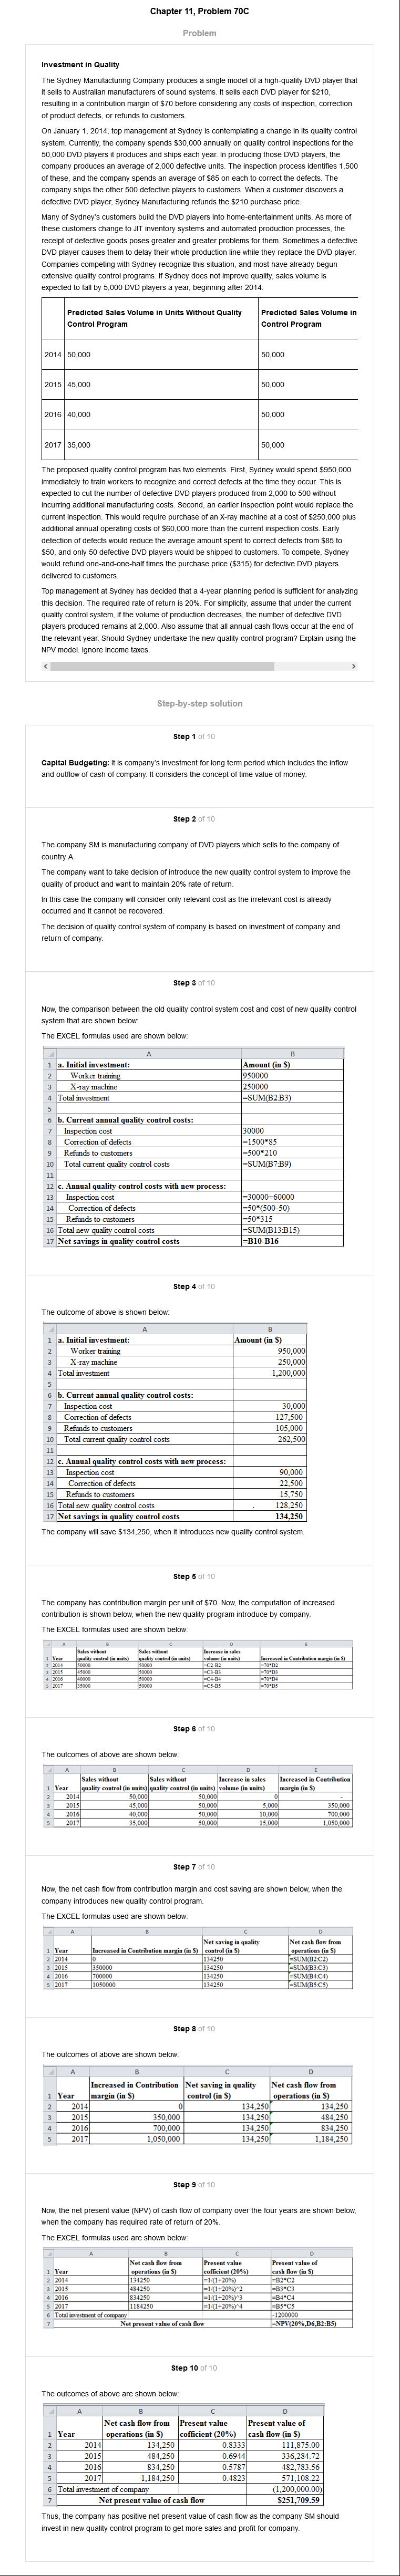 Chapter 11, Problem 70C
Problem
Investment in Quality
The Sydney Manufacturing Company produces a single model of a high-quality DVD player that
it sells to Australian manufacturers of sound systems. It sells each DVD player for $210,
resulting in a contribution margin of $70 before considering any costs of inspection, correction
of product defects, or refunds to customers.
On January 1, 2014, top management at Sydney is contemplating a change in its quality control
system. Currently, the company spends $30,000 annually on quality control inspections for the
50,000 DVD players it produces and ships each year. In producing those DVD players, the
company produces an average of 2,000 defective units. The inspection process identifies 1,500
of these, and the company spends an average of $85 on each to correct the defects. The
company ships the other 500 defective players to customers. When a customer discovers a
defective DVD player, Sydney Manufacturing refunds the $210 purchase price.
Many of Sydney's customers build the DVD players into home-entertainment units. As more of
these customers change to JIT inventory systems and automated production processes, the
receipt of defective goods poses greater and greater problems for them. Sometimes a defective
DVD player causes them to delay their whole production line while they replace the DVD player.
Companies competing with Sydney recognize this situation, and most have already begun
extensive quality control programs. If Sydney does not improve quality, sales volume is
expected to fall by 5,000 DVD players a year, beginning after 2014:
Predicted Sales Volume in Units Without Quality Control Program | Predicted Sales Volume in Control Program
2014 50,000 50,000
2015 45,000 50,000
2016 40,000 50,000
2017 35,000 50,000
The proposed quality control program has two elements. First, Sydney would spend $950,000
immediately to train workers to recognize and correct defects at the time they occur. This is
expected to cut the number of defective DVD players produced from 2,000 to 500 without
incurring additional manufacturing costs. Second, an earlier inspection point would replace the
current inspection. This would require purchase of an X-ray machine at a cost of $250,000 plus
additional annual operating costs of $60,000 more than the current inspection costs. Early
detection of defects would reduce the average amount spent to correct defects from $85 to
$50, and only 50 defective DVD players would be shipped to customers. To compete, Sydney
would refund one-and-one-half times the purchase price ($315) for defective DVD players
delivered to customers.
Top management at Sydney has decided that a 4-year planning period is sufficient for analyzing
this decision. The required rate of return is 20%. For simplicity, assume that under the current
quality control system, if the volume of production decreases, the number of defective DVD
players produced remains at 2,000. Also assume that all annual cash flows occur at the end of
the relevant year. Should Sydney undertake the new quality control program? Explain using the
NPV model. Ignore income taxes.
Step-by-step solution
Step 1 of 10
Capital Budgeting: It is company's investment for long term period which includes the inflow
and outflow of cash of company. It considers the concept of time value of money.
Step 2 of 10
The company SM is manufacturing company of DVD players which sells to the company of
country A.
The company want to take decision of introduce the new quality control system to improve the
quality of product and want to maintain 20% rate of return.
In this case the company will consider only relevant cost as the irrelevant cost is already
occurred and it cannot be recovered.
The decision of quality control system of company is based on investment of company and
return of company.
Step 3 of 10
Now, the comparison between the old quality control system cost and cost of new quality control
system that are shown below:
The EXCEL formulas used are shown below:
A B
1 a. Initial investment: Amount (in $)
2 Worker training 950000
3 X-ray machine 250000
4 Total investment =SUM(B2:B3)
5
6 b. Current annual quality control costs:
7 Inspection cost 30000
8 Correction of defects =1500*85
9 Refunds to customers =500*210
10 Total current quality control costs =SUM(B7:B9)
11
12 c. Annual quality control costs with new process:
13 Inspection cost =30000+60000
14 Correction of defects =50*(500-50)
15 Refunds to customers =50*315
16 Total new quality control costs =SUM(B13:B15)
17 Net savings in quality control costs =B10-B16
Step 4 of 10
The outcome of above is shown below:
A B
1 a. Initial investment: Amount (in $)
2 Worker training 950,000
3 X-ray machine 250,000
4 Total investment 1,200,000
5
6 b. Current annual quality control costs:
7 Inspection cost 30,000
8 Correction of defects 127,500
9 Refunds to customers 105,000
10 Total current quality control costs 262,500
11
12 c. Annual quality control costs with new process:
13 Inspection cost 90,000
14 Correction of defects 22,500
15 Refunds to customers 15,750
16 Total new quality control costs 128,250
17 Net savings in quality control costs 134,250
The company will save $134,250, when it introduces new quality control system.
Step 5 of 10
The company has contribution margin per unit of $70. Now, the computation of increased
contribution is shown below, when the new quality program introduce by company.
The EXCEL formulas used are shown below:
A B C D E
1 Year | Sales without quality control (in units) | Sales without quality control (in units) | Increase in sales volume (in units) | Increased in Contribution margin (in $)
2 2014 50000 50000 =C2-B2 =70*D2
3 2015 45000 50000 =C3-B3 =70*D3
4 2016 40000 50000 =C4-B4 =70*D4
5 2017 35000 50000 =C5-B5 =70*D5
Step 6 of 10
The outcomes of above are shown below:
A B C D E
1 Year | Sales without quality control (in units) | Sales without quality control (in units) | Increase in sales volume (in units) | Increased in Contribution margin (in $)
2 2014 50,000 50,000 0 -
3 2015 45,000 50,000 5,000 350,000
4 2016 40,000 50,000 10,000 700,000
5 2017 35,000 50,000 15,000 1,050,000
Step 7 of 10
Now, the net cash flow from contribution margin and cost saving are shown below, when the
company introduces new quality control program.
The EXCEL formulas used are shown below:
A B C D
1 Year | Increased in Contribution margin (in $) | Net saving in quality control (in $) | Net cash flow from operations (in $)
2 2014 0 134250 =SUM(B2:C2)
3 2015 350000 134250 =SUM(B3:C3)
4 2016 700000 134250 =SUM(B4:C4)
5 2017 1050000 134250 =SUM(B5:C5)
Step 8 of 10
The outcomes of above are shown below:
A B C D
1 Year | Increased in Contribution margin (in $) | Net saving in quality control (in $) | Net cash flow from operations (in $)
2 2014 0 134,250 134,250
3 2015 350,000 134,250 484,250
4 2016 700,000 134,250 834,250
5 2017 1,050,000 134,250 1,184,250
Step 9 of 10
Now, the net present value (NPV) of cash flow of company over the four years are shown below,
when the company has required rate of return of 20%.
The EXCEL formulas used are shown below:
A B C D
1 Year | Net cash flow from operations (in $) | Present value cofficient (20%) | Present value of cash flow (in $)
2 2014 134250 =1/(1+20%) =B2*C2
3 2015 484250 =1/(1+20%)^2 =B3*C3
4 2016 834250 =1/(1+20%)^3 =B4*C4
5 2017 1184250 =1/(1+20%)^4 =B5*C5
6 Total investment of company -1200000
7 Net present value of cash flow =NPV(20%,D6,B2:B5)
Step 10 of 10
The outcomes of above are shown below:
A B C D
1 Year | Net cash flow from operations (in $) | Present value cofficient (20%) | Present value of cash flow (in $)
2 2014 134,250 0.8333 111,875.00
3 2015 484,250 0.6944 336,284.72
4 2016 834,250 0.5787 482,783.56
5 2017 1,184,250 0.4823 571,108.22
6 Total investment of company (1,200,000.00)
7 Net present value of cash flow $251,709.59
Thus, the company has positive net present value of cash flow as the company SM should
invest in new quality control program to get more sales and profit for company.